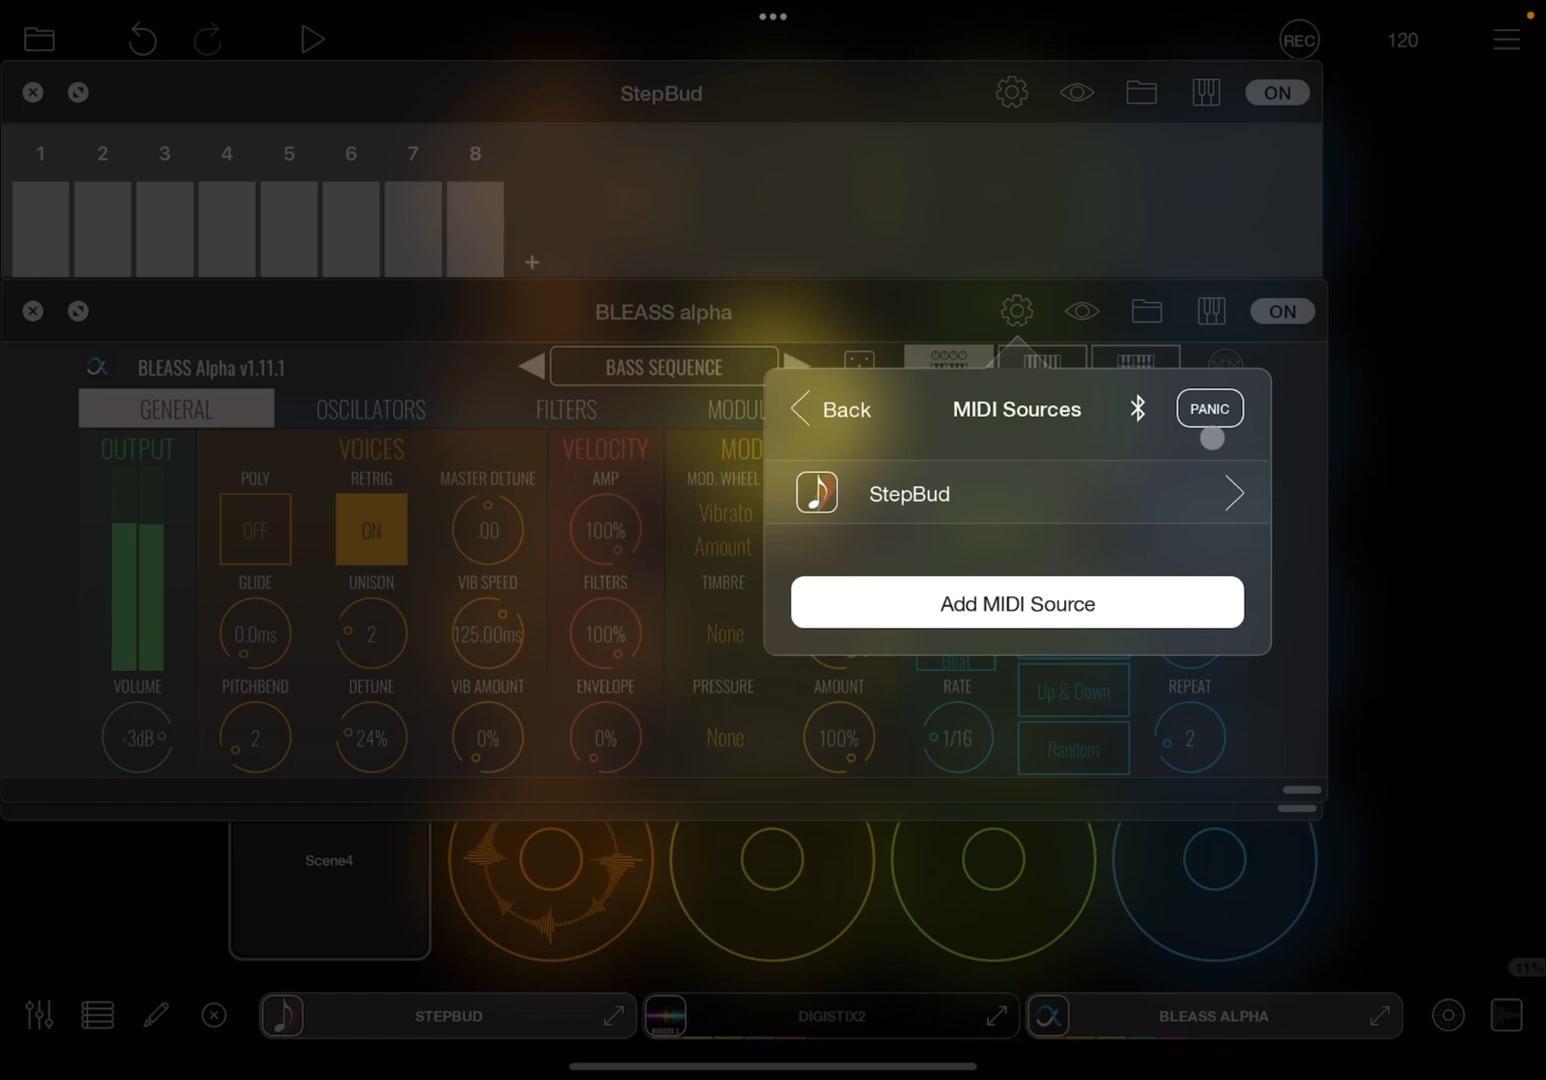 REC 120
StepBud ON
1 2 3 4 5 6 7 8
+
BLEASS alpha ON
BLEASS Alpha v1.11.1 BASS SEQUENCE
GENERAL OSCILLATORS FILTERS MODUL
Back MIDI Sources PANIC
StepBud
Add MIDI Source
OUTPUT VOICES VELOCITY MOD
POLY RETRIG MASTER DETUNE AMP MOD. WHEEL
OFF ON .00 100% Vibrato
Amount
GLIDE UNISON VIB SPEED FILTERS TIMBRE
0.0ms 2 125.00ms 100% None
Beat
VOLUME PITCHBEND DETUNE VIB AMOUNT ENVELOPE PRESSURE AMOUNT RATE Up & Down REPEAT
-3dB 2 24% 0% 0% None 100% 1/16 Random 2
Scene4
11%
STEPBUD DIGISTIX2 BLEASS ALPHA